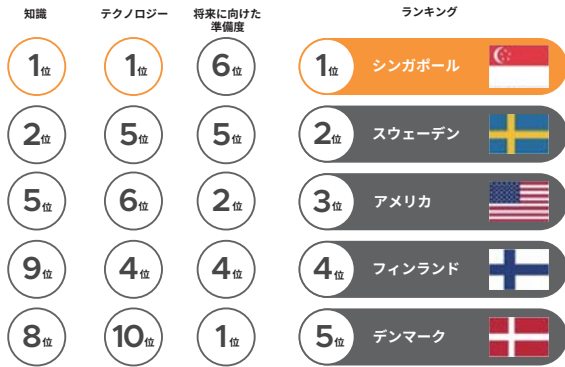 知識 テクノロジー 将来に向けた ランキング
準備度
1位 1位 6位 1位 シンガポール
2位 5位 5位 2位 スウェーデン
5位 6位 2位 3位 アメリカ
9位 4位 4位 4位 フィンランド
8位 10位 1位 5位 デンマーク